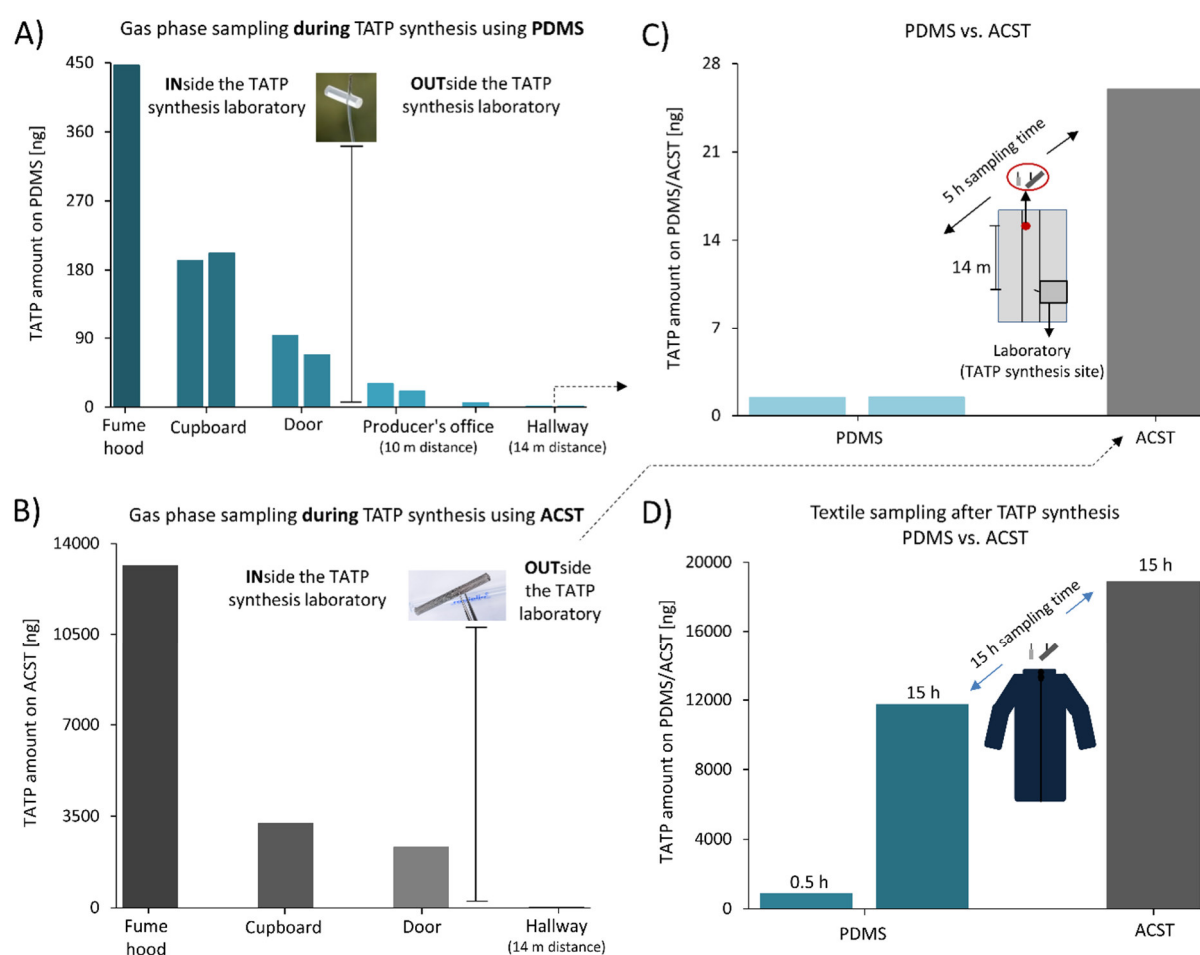 A)
Gas phase sampling during TATP synthesis using PDMS
INside the TATP
synthesis laboratory
OUTside the TATP
synthesis laboratory
TATP amount on PDMS [ng]
450
360
270
180
90
0
Fume
hood
Cupboard
Door
Producer's office
(10 m distance)
Hallway
(14 m distance)
C)
PDMS vs. ACST
TATP amount on PDMS/ACST [ng]
28
21
14
7
0
5 h sampling time
14 m
Laboratory
(TATP synthesis site)
PDMS
ACST
B)
Gas phase sampling during TATP synthesis using ACST
INside the TATP
synthesis laboratory
OUTside
the TATP
laboratory
TATP amount on ACST [ng]
14000
10500
7000
3500
0
Fume
hood
Cupboard
Door
Hallway
(14 m distance)
D)
Textile sampling after TATP synthesis
PDMS vs. ACST
TATP amount on PDMS/ACST [ng]
20000
16000
12000
8000
4000
0
0.5 h
15 h
15 h sampling time
15 h
PDMS
ACST